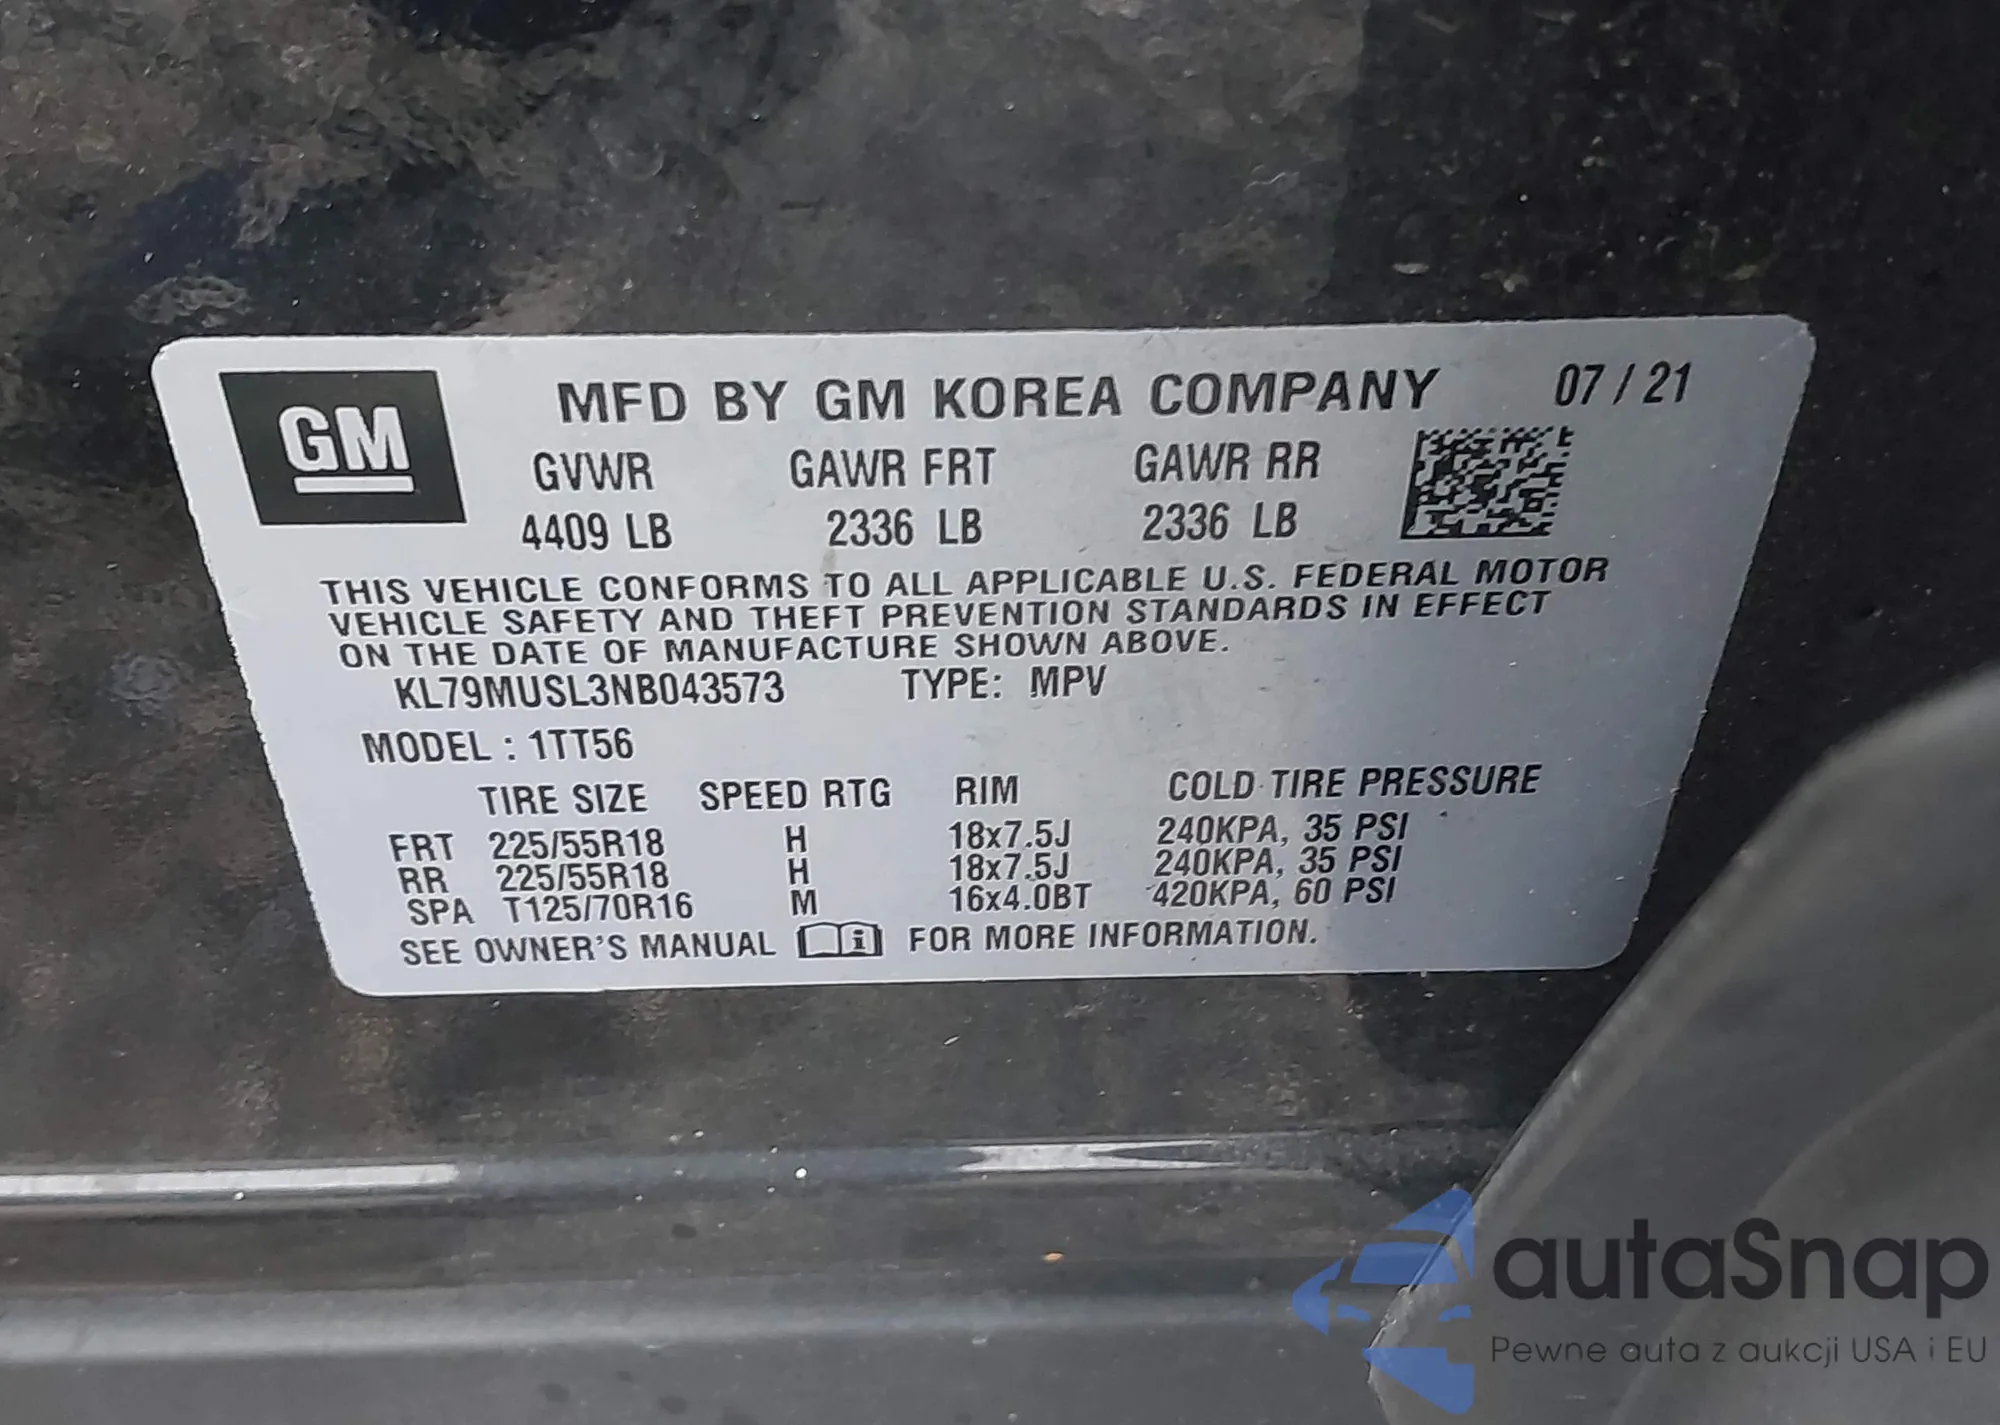 GM
MFD BY GM KOREA COMPANY 07 / 21
GVWR GAWR FRT GAWR RR
4409 LB 2336 LB 2336 LB
THIS VEHICLE CONFORMS TO ALL APPLICABLE U.S. FEDERAL MOTOR
VEHICLE SAFETY AND THEFT PREVENTION STANDARDS IN EFFECT
ON THE DATE OF MANUFACTURE SHOWN ABOVE.
KL79MUSL3NB043573 TYPE: MPV
MODEL : 1TT56
TIRE SIZE SPEED RTG RIM COLD TIRE PRESSURE
FRT 225/55R18 H 18x7.5J 240KPA, 35 PSI
RR 225/55R18 H 18x7.5J 240KPA, 35 PSI
SPA T125/70R16 M 16x4.0BT 420KPA, 60 PSI
SEE OWNER'S MANUAL i FOR MORE INFORMATION.
autaSnap
Pewne auta z aukcji USA i EU